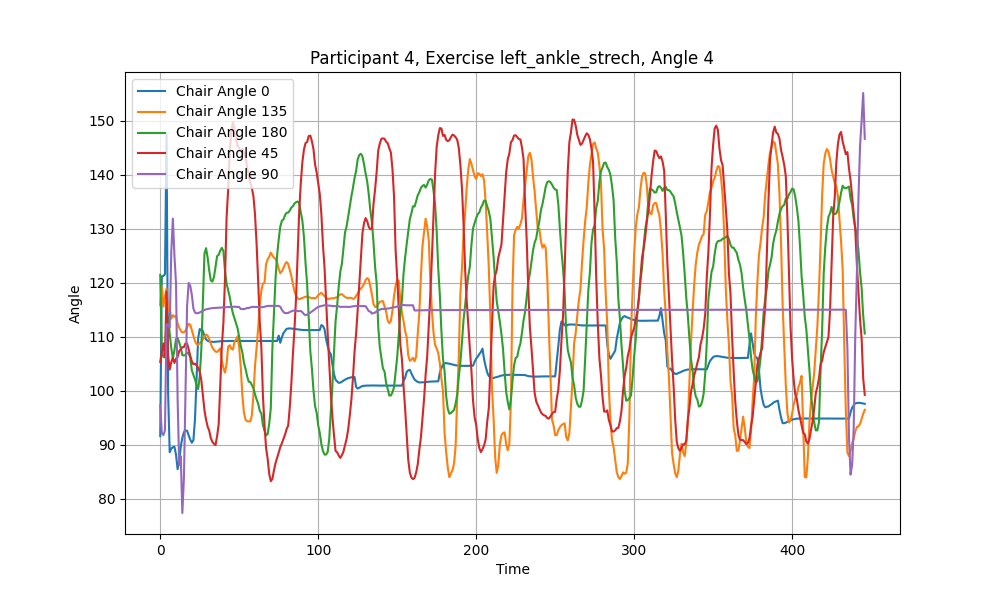 Participant 4, Exercise left_ankle_strech, Angle 4
Chair Angle 0
Chair Angle 135
Chair Angle 180
Chair Angle 45
Chair Angle 90
Angle
150
140
130
120
110
100
90
80
0 100 200 300 400
Time